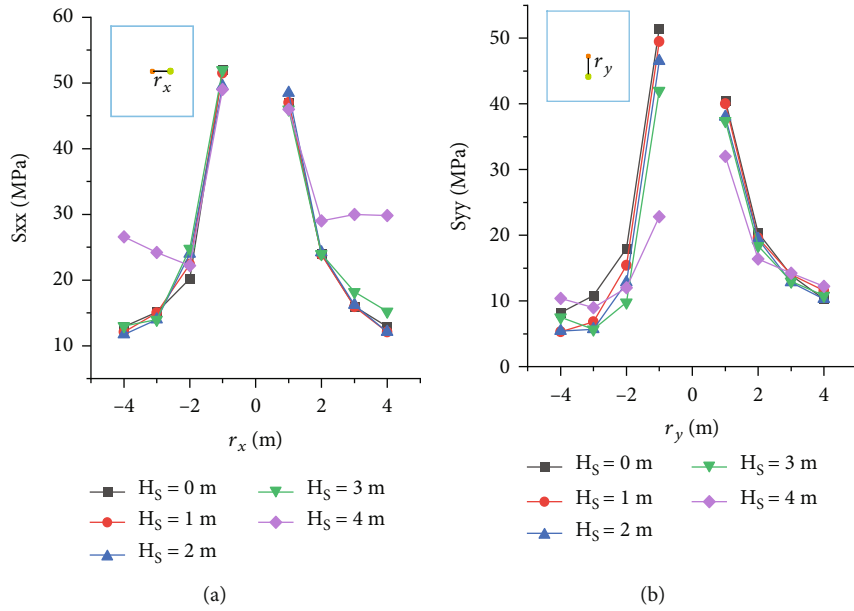 60
50
40
30
20
10
Sxx (MPa)
r_x
−4
−2
0
2
4
r_x (m)
H_S = 0 m
H_S = 1 m
H_S = 2 m
H_S = 3 m
H_S = 4 m
(a)
50
40
30
20
10
0
Syy (MPa)
r_y
−4
−2
0
2
4
r_y (m)
H_S = 0 m
H_S = 1 m
H_S = 2 m
H_S = 3 m
H_S = 4 m
(b)